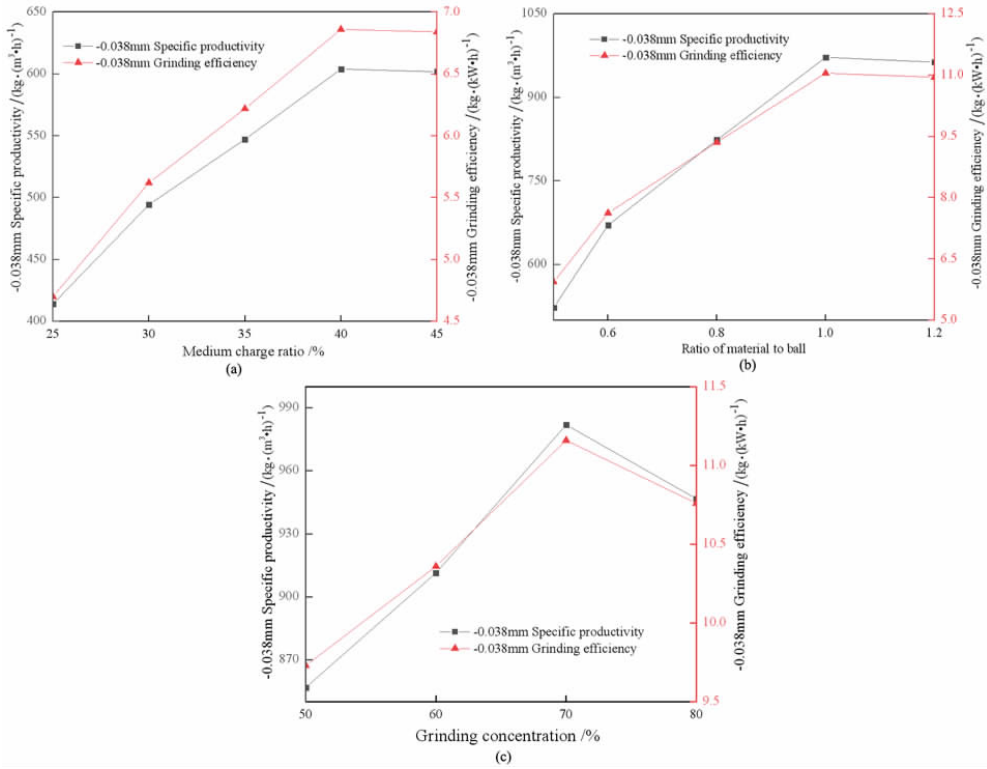 650
600
550
500
450
400
-0.038mm Specific productivity /(kg·(m³·h)⁻¹)
-0.038mm Specific productivity
-0.038mm Grinding efficiency
7.0
6.5
6.0
5.5
5.0
4.5
-0.038mm Grinding efficiency /(kg·(kW·h)⁻¹)
25 30 35 40 45
Medium charge ratio /%
(a)
1050
900
750
600
-0.038mm Specific productivity /(kg·(m³·h)⁻¹)
-0.038mm Specific productivity
-0.038mm Grinding efficiency
12.5
11.0
9.5
8.0
6.5
5.0
-0.038mm Grinding efficiency /(kg·(kW·h)⁻¹)
0.6 0.8 1.0 1.2
Ratio of material to ball
(b)
990
960
930
900
870
-0.038mm Specific productivity /(kg·(m³·h)⁻¹)
-0.038mm Specific productivity
-0.038mm Grinding efficiency
11.5
11.0
10.5
10.0
9.5
-0.038mm Grinding efficiency /(kg·(kW·h)⁻¹)
50 60 70 80
Grinding concentration /%
(c)